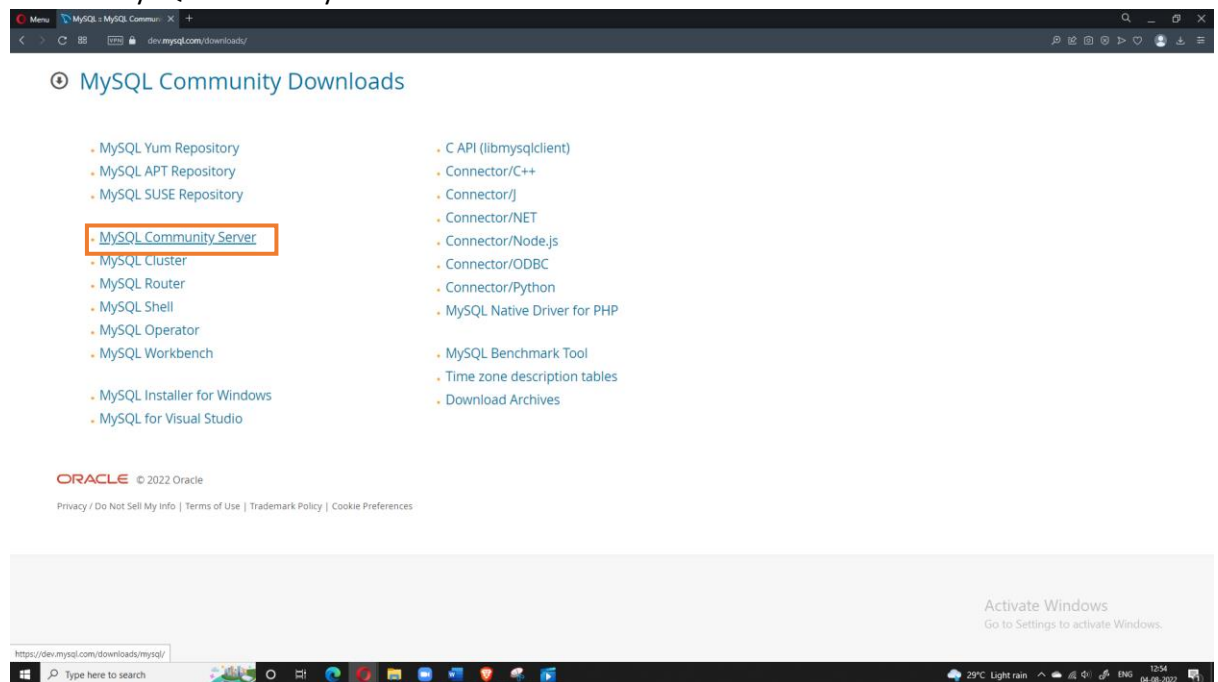 Menu
MySQL :: MySQL Commun
VPN
dev.mysql.com/downloads/
MySQL Community Downloads
MySQL Yum Repository
MySQL APT Repository
MySQL SUSE Repository
MySQL Community Server
MySQL Cluster
MySQL Router
MySQL Shell
MySQL Operator
MySQL Workbench
MySQL Installer for Windows
MySQL for Visual Studio
C API (libmysqlclient)
Connector/C++
Connector/J
Connector/NET
Connector/Node.js
Connector/ODBC
Connector/Python
MySQL Native Driver for PHP
MySQL Benchmark Tool
Time zone description tables
Download Archives
ORACLE © 2022 Oracle
Privacy / Do Not Sell My Info | Terms of Use | Trademark Policy | Cookie Preferences
Activate Windows
Go to Settings to activate Windows.
https://dev.mysql.com/downloads/mysql/
Type here to search
29°C Light rain
ENG
12:54
04-08-2022